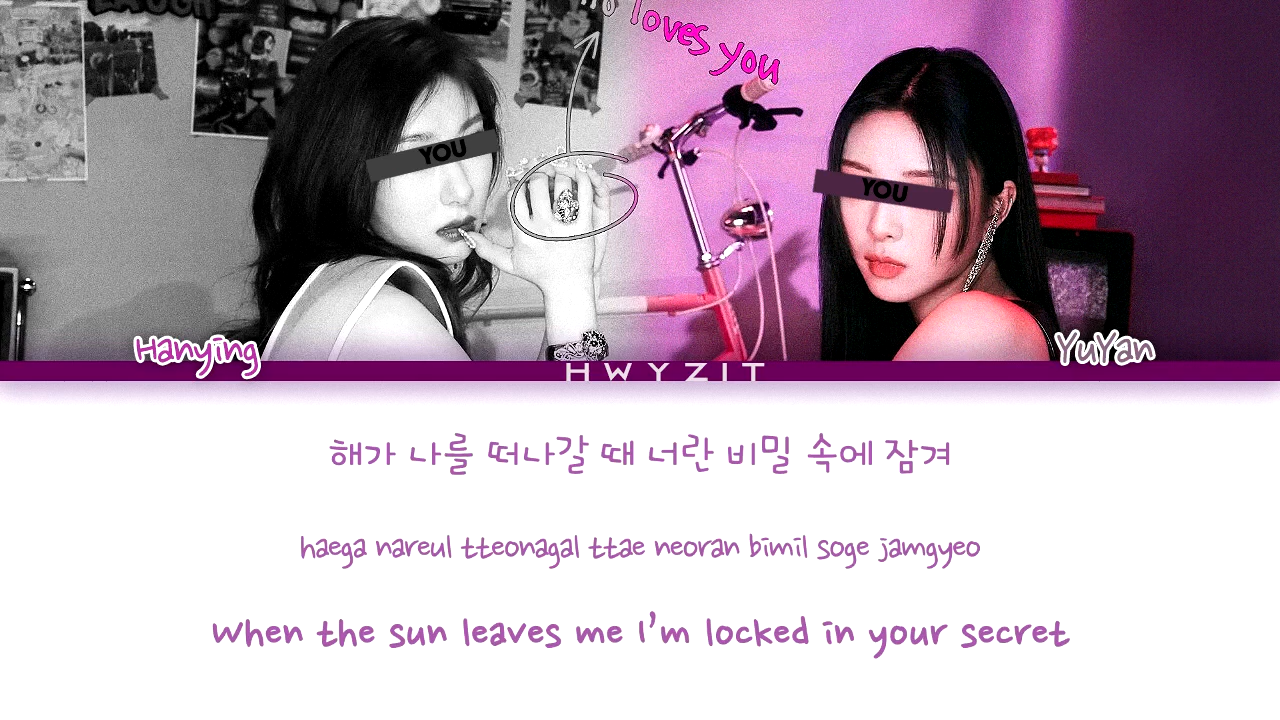 LAUGH
loves you
YOU
YOU
Hanying
YuYan
HWYZIT
해가 나를 떠나갈 때 너란 비밀 속에 잠겨
haega nareul tteonagal ttae neoran bimil soge jamgyeo
When the sun leaves me I'm locked in your secret